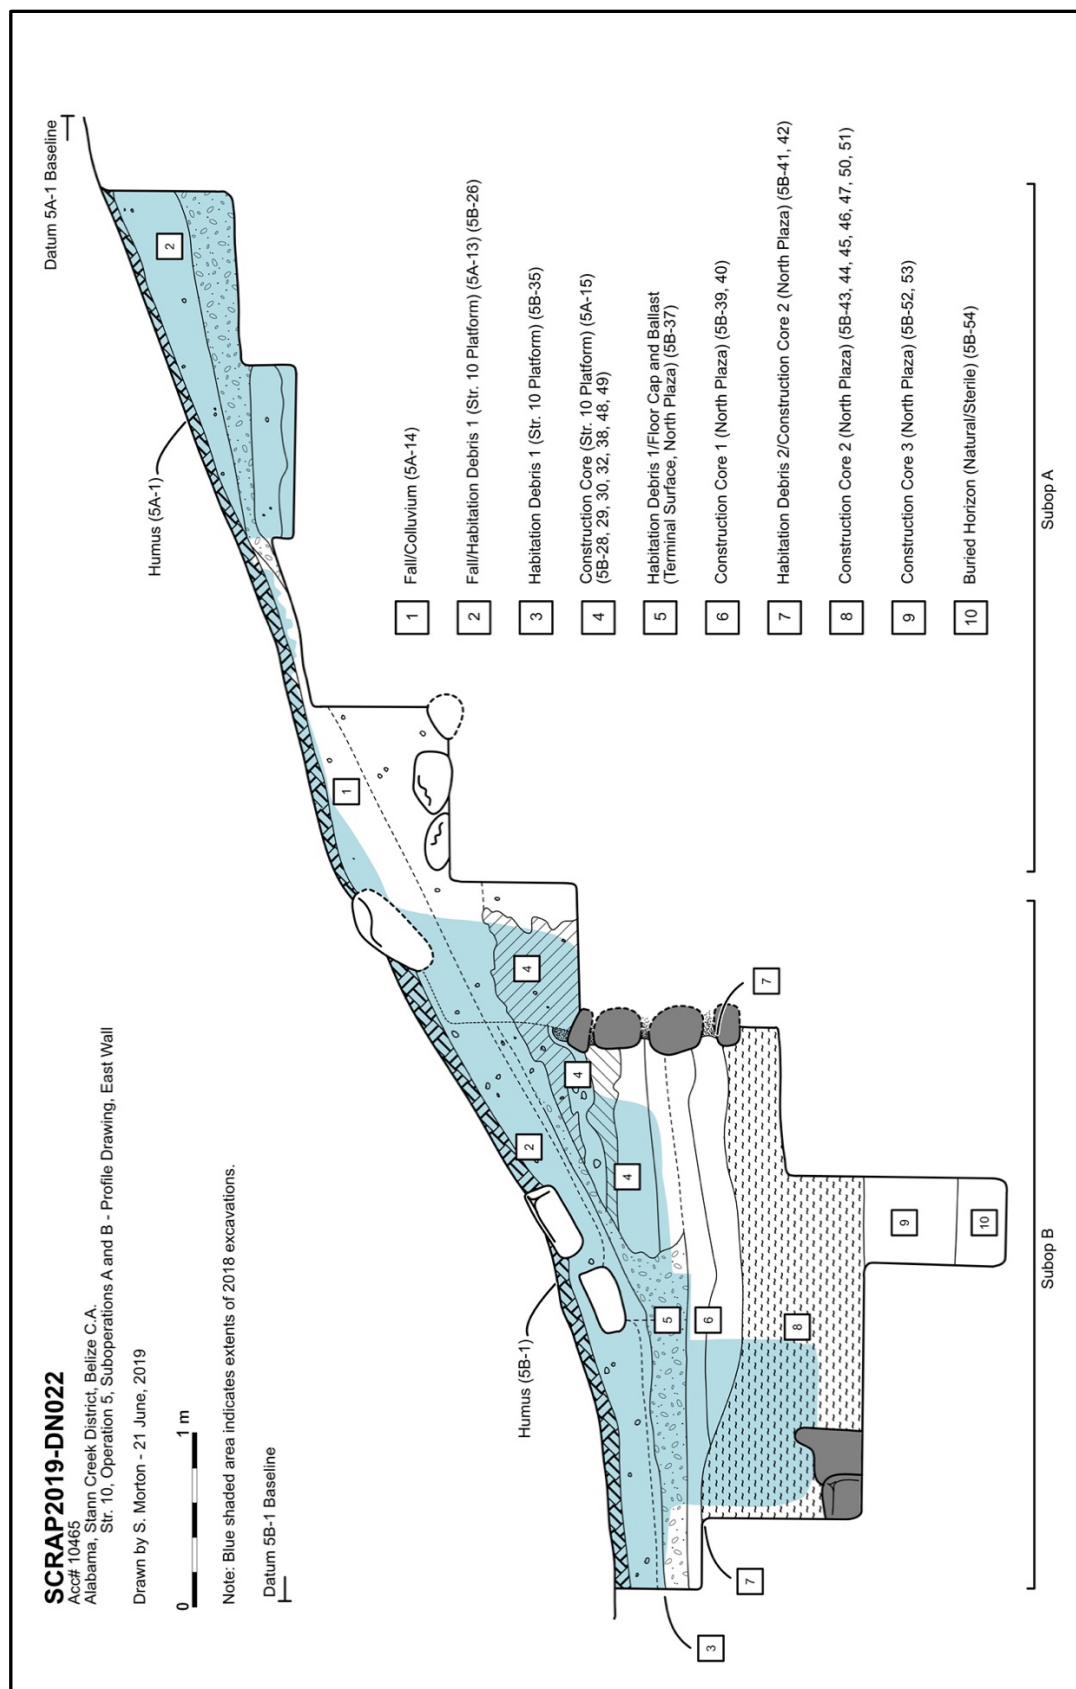 SCRAP2019-DN022
Acc# 10465
Alabama, Stann Creek District, Belize C.A.
Str. 10, Operation 5, Suboperations A and B - Profile Drawing, East Wall
Drawn by S. Morton - 21 June, 2019
0 1 m
Note: Blue shaded area indicates extents of 2018 excavations.
Datum 5B-1 Baseline
Datum 5A-1 Baseline
Humus (5A-1)
Humus (5B-1)
2
1
4
7
4
2
4
5
6
8
9
10
7
3
1 Fall/Colluvium (5A-14)
2 Fall/Habitation Debris 1 (Str. 10 Platform) (5A-13) (5B-26)
3 Habitation Debris 1 (Str. 10 Platform) (5B-35)
4 Construction Core (Str. 10 Platform) (5A-15)
(5B-28, 29, 30, 32, 38, 48, 49)
5 Habitation Debris 1/Floor Cap and Ballast
(Terminal Surface, North Plaza) (5B-37)
6 Construction Core 1 (North Plaza) (5B-39, 40)
7 Habitation Debris 2/Construction Core 2 (North Plaza) (5B-41, 42)
8 Construction Core 2 (North Plaza) (5B-43, 44, 45, 46, 47, 50, 51)
9 Construction Core 3 (North Plaza) (5B-52, 53)
10 Buried Horizon (Natural/Sterile) (5B-54)
Subop B
Subop A